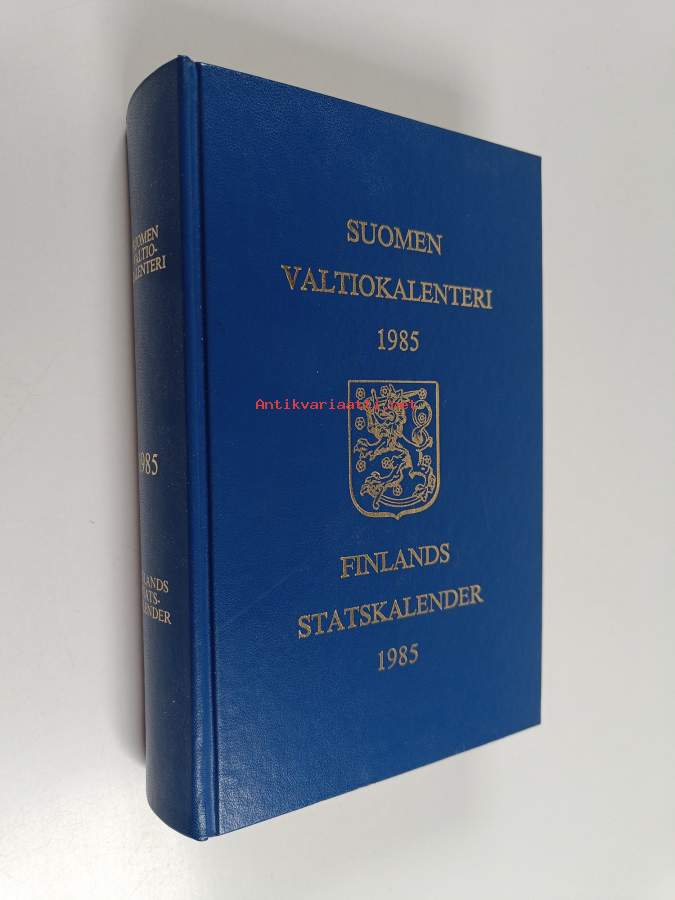 SUOMEN
VALTIOKALENTERI
1985
Antikvariaatti.net
FINLANDS
STATSKALENDER
1985
SUOMEN
VALTIO-
KALENTERI
1985